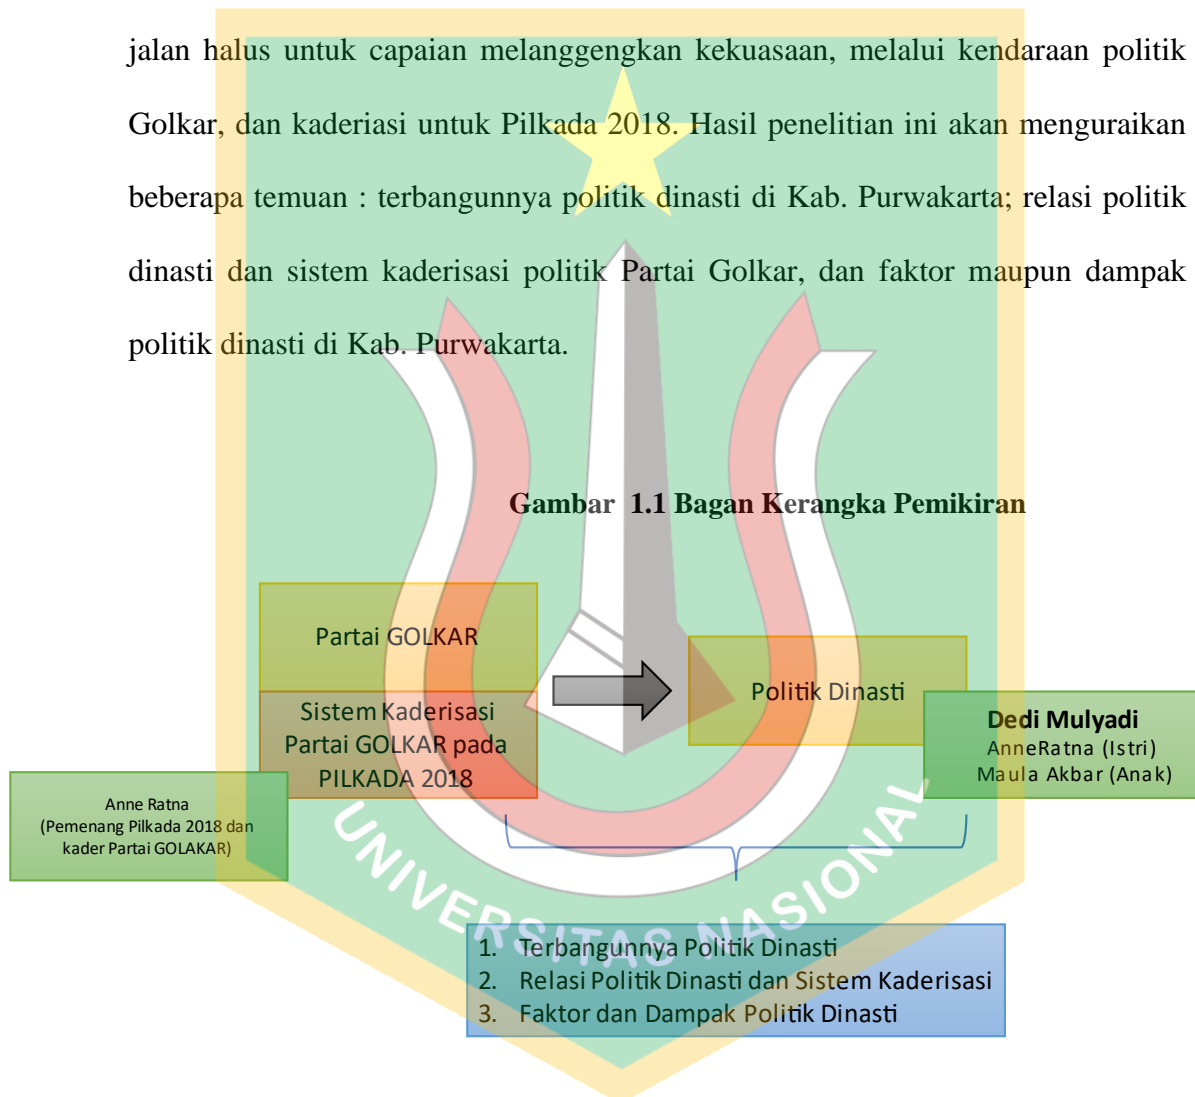 jalan halus untuk capaian melanggengkan kekuasaan, melalui kendaraan politik
Golkar, dan kaderiasi untuk Pilkada 2018. Hasil penelitian ini akan menguraikan
beberapa temuan : terbangunnya politik dinasti di Kab. Purwakarta; relasi politik
dinasti dan sistem kaderisasi politik Partai Golkar, dan faktor maupun dampak
politik dinasti di Kab. Purwakarta.
Gambar 1.1 Bagan Kerangka Pemikiran
Partai GOLKAR
Sistem Kaderisasi
Partai GOLKAR pada
PILKADA 2018
Anne Ratna
(Pemenang Pilkada 2018 dan
kader Partai GOLAKAR)
Politik Dinasti
Dedi Mulyadi
AnneRatna (Istri)
Maula Akbar (Anak)
1. Terbangunnya Politik Dinasti
2. Relasi Politik Dinasti dan Sistem Kaderisasi
3. Faktor dan Dampak Politik Dinasti
UNIVERSITAS NASIONAL